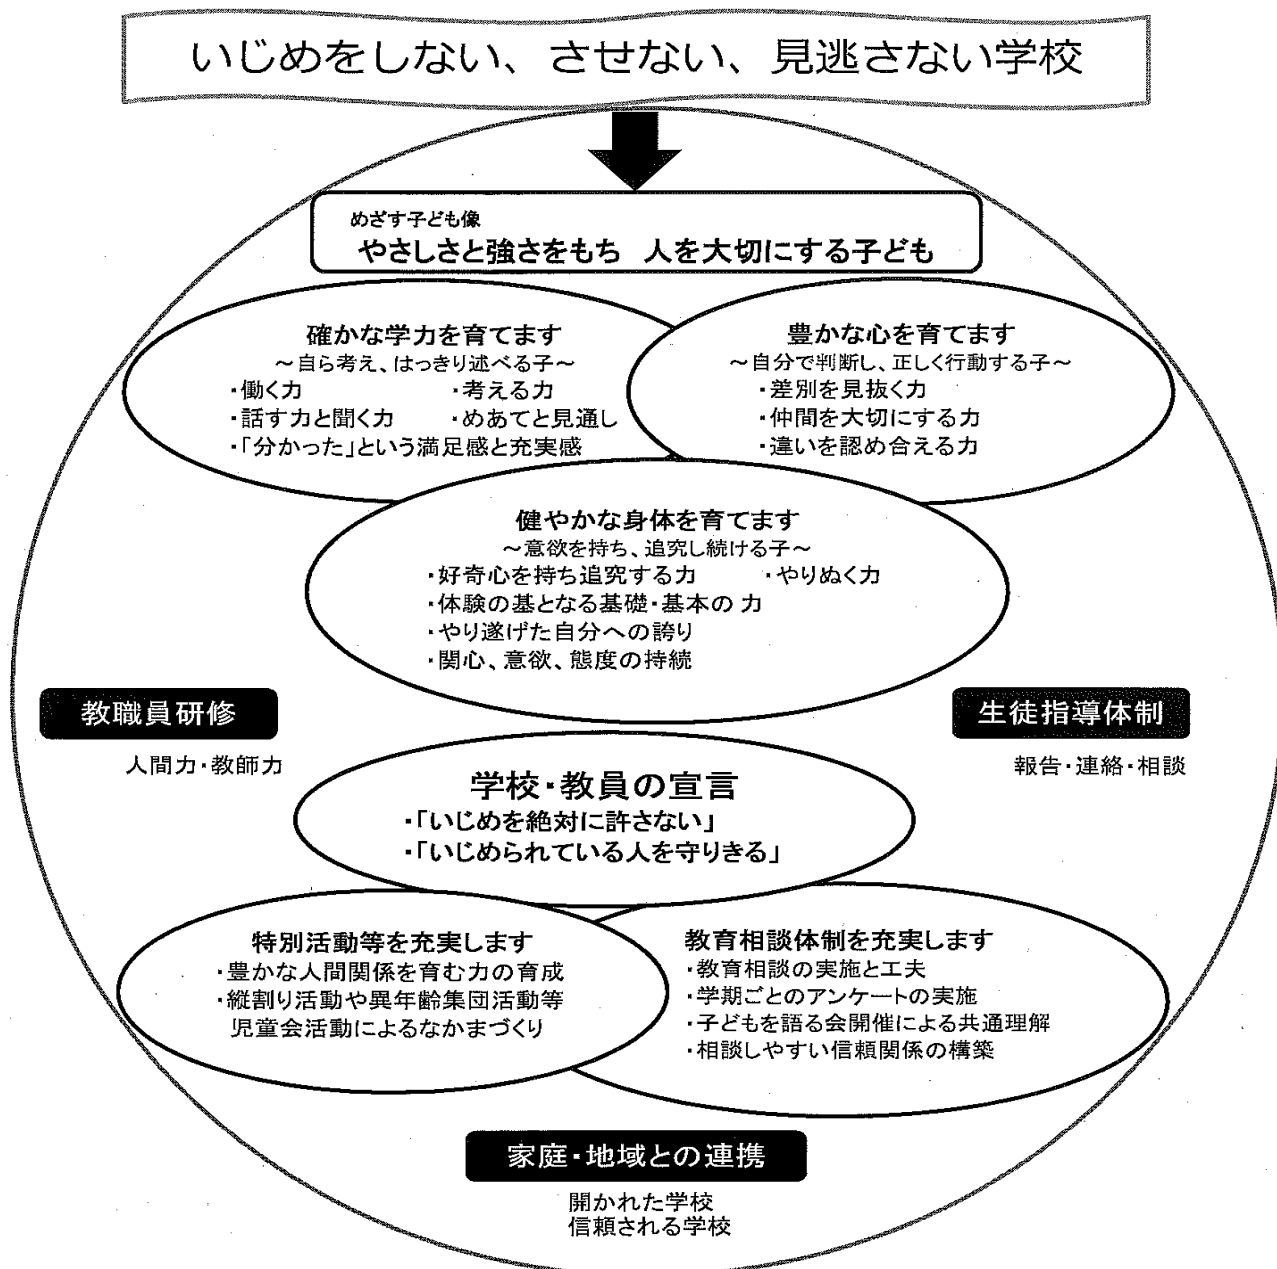 いじめをしない、させない、見逃さない学校
めざす子ども像
やさしさと強さをもち 人を大切にする子ども
確かな学力を育てます
～自ら考え、はっきり述べる子～
・働く力 ・考える力
・話す力と聞く力 ・めあてと見通し
・「分かった」という満足感と充実感
豊かな心を育てます
～自分で判断し、正しく行動する子～
・差別を見抜く力
・仲間を大切にする力
・違いを認め合える力
健やかな身体を育てます
～意欲を持ち、追究し続ける子～
・好奇心を持ち追究する力 ・やりぬく力
・体験の基となる基礎・基本の 力
・やり遂げた自分への誇り
・関心、意欲、態度の持続
教職員研修
人間力・教師力
生徒指導体制
報告・連絡・相談
学校・教員の宣言
・「いじめを絶対に許さない」
・「いじめられている人を守りきる」
特別活動等を充実します
・豊かな人間関係を育む力の育成
・縦割り活動や異年齢集団活動等
児童会活動によるなかまづくり
教育相談体制を充実します
・教育相談の実施と工夫
・学期ごとのアンケートの実施
・子どもを語る会開催による共通理解
・相談しやすい信頼関係の構築
家庭・地域との連携
開かれた学校
信頼される学校